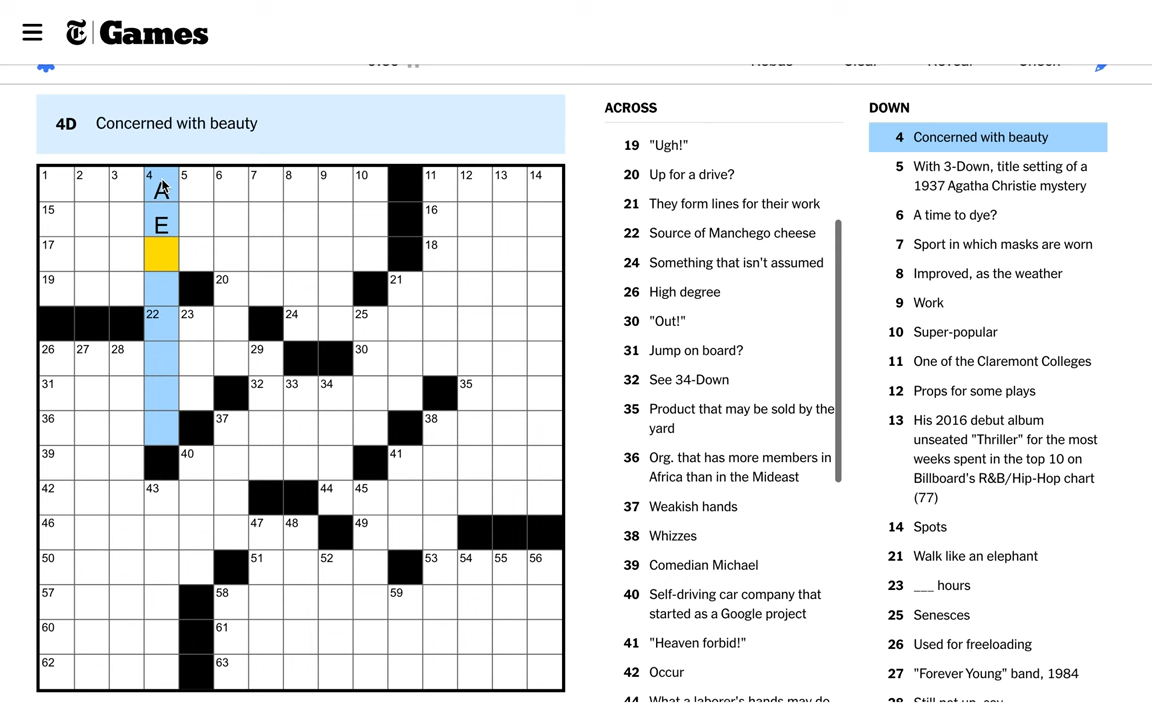 Games
4D Concerned with beauty
1 2 3 4 5 6 7 8 9 10 11 12 13 14
A
15 16
E
17 18
19 20 21
22 23 24 25
26 27 28 29 30
31 32 33 34 35
36 37 38
39 40 41
42 43 44 45
46 47 48 49
50 51 52 53 54 55 56
57 58 59
60 61
62 63
ACROSS
19 "Ugh!"
20 Up for a drive?
21 They form lines for their work
22 Source of Manchego cheese
24 Something that isn't assumed
26 High degree
30 "Out!"
31 Jump on board?
32 See 34-Down
35 Product that may be sold by the
yard
36 Org. that has more members in
Africa than in the Mideast
37 Weakish hands
38 Whizzes
39 Comedian Michael
40 Self-driving car company that
started as a Google project
41 "Heaven forbid!"
42 Occur
44 What a laborer's hands may do
DOWN
4 Concerned with beauty
5 With 3-Down, title setting of a
1937 Agatha Christie mystery
6 A time to dye?
7 Sport in which masks are worn
8 Improved, as the weather
9 Work
10 Super-popular
11 One of the Claremont Colleges
12 Props for some plays
13 His 2016 debut album
unseated "Thriller" for the most
weeks spent in the top 10 on
Billboard's R&B/Hip-Hop chart
(77)
14 Spots
21 Walk like an elephant
23 ___ hours
25 Senesces
26 Used for freeloading
27 "Forever Young" band, 1984
28 Still not up, say